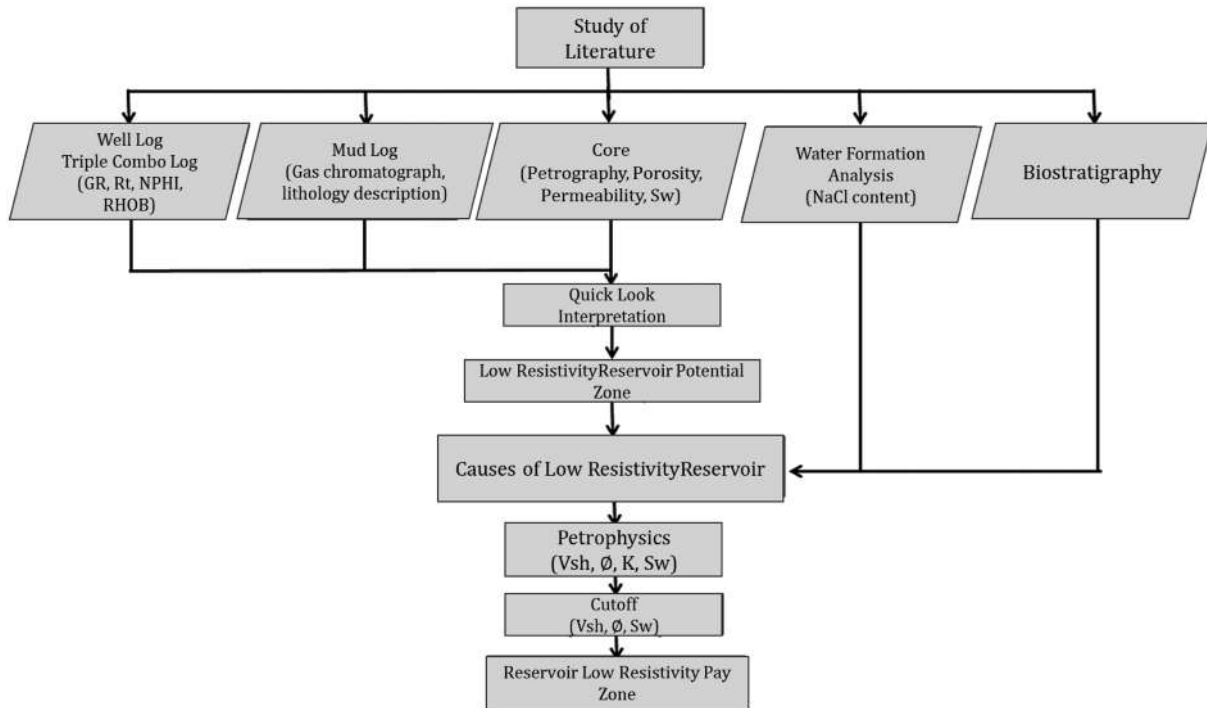 Study of
Literature
Well Log
Triple Combo Log
(GR, Rt, NPHI,
RHOB)
Mud Log
(Gas chromatograph,
lithology description)
Core
(Petrography, Porosity,
Permeability, Sw)
Water Formation
Analysis
(NaCl content)
Biostratigraphy
Quick Look
Interpretation
Low ResistivityReservoir Potential
Zone
Causes of Low ResistivityReservoir
Petrophysics
(Vsh, Ø, K, Sw)
Cutoff
(Vsh, Ø, Sw)
Reservoir Low Resistivity Pay
Zone